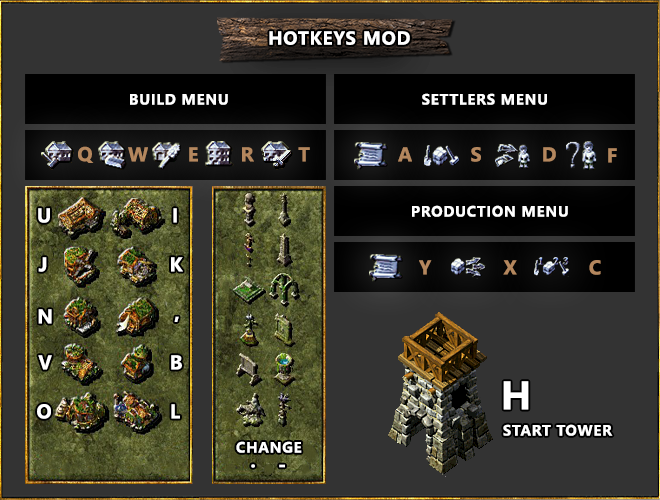 HOTKEYS MOD
BUILD MENU
SETTLERS MENU
Q W E R T
A S D F
PRODUCTION MENU
Y X C
U I
J K
N ,
V B
O L
CHANGE
. -
H
START TOWER